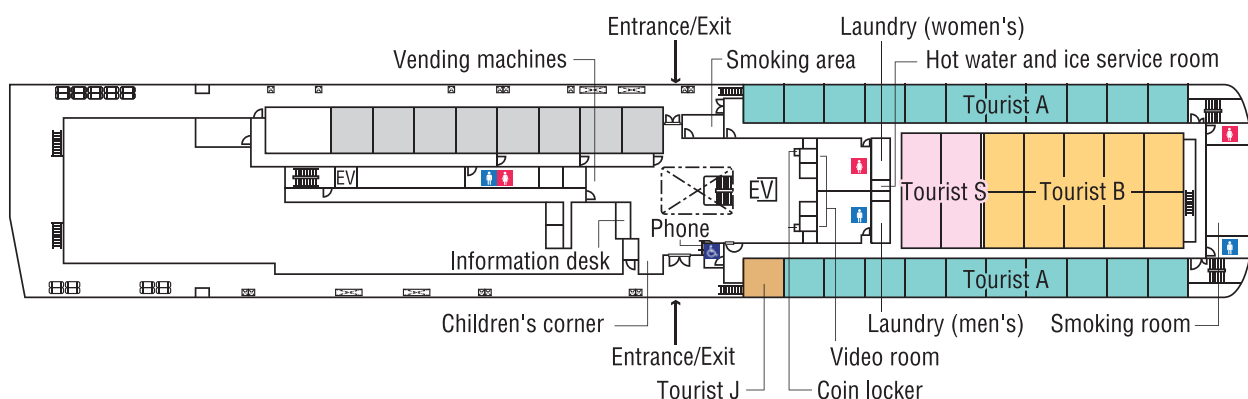 Entrance/Exit
Laundry (women's)
Vending machines
Smoking area
Hot water and ice service room
Tourist A
EV
EV
Tourist S
Tourist B
Phone
Information desk
Tourist A
Children's corner
Laundry (men's)
Smoking room
Entrance/Exit
Video room
Tourist J
Coin locker